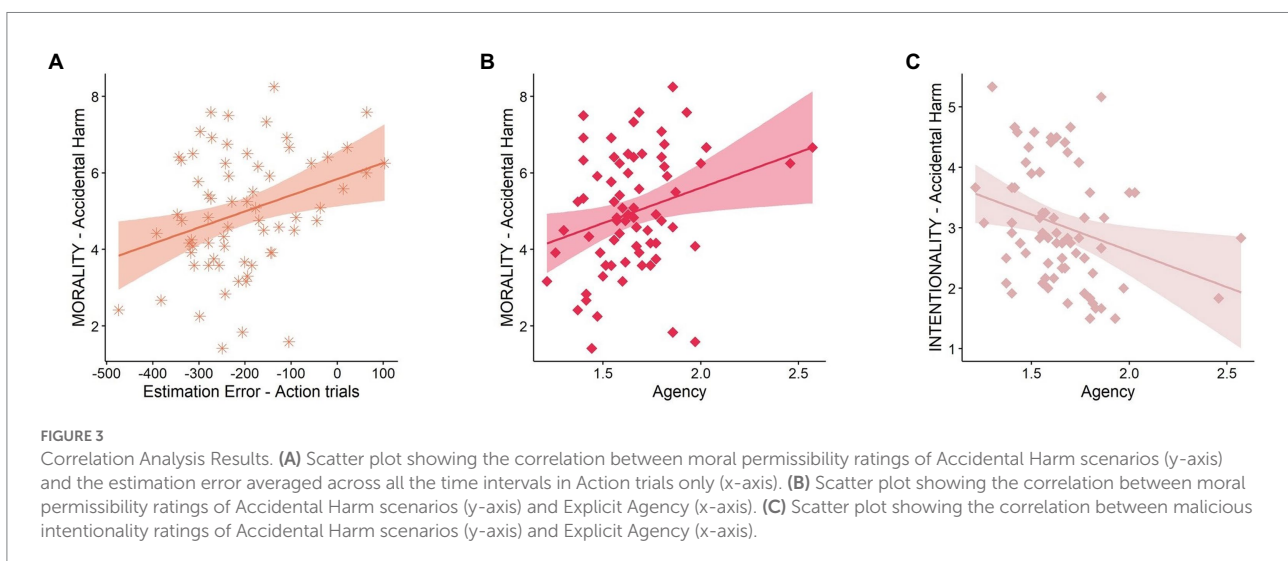 A
MORALITY - Accidental Harm
8
6
4
2
-500 -400 -300 -200 -100 0 100
Estimation Error - Action trials
B
MORALITY - Accidental Harm
8
6
4
2
1.5 2.0 2.5
Agency
C
INTENTIONALITY - Accidental Harm
5
4
3
2
1
1.5 2.0 2.5
Agency
FIGURE 3
Correlation Analysis Results. (A) Scatter plot showing the correlation between moral permissibility ratings of Accidental Harm scenarios (y-axis)
and the estimation error averaged across all the time intervals in Action trials only (x-axis). (B) Scatter plot showing the correlation between moral
permissibility ratings of Accidental Harm scenarios (y-axis) and Explicit Agency (x-axis). (C) Scatter plot showing the correlation between malicious
intentionality ratings of Accidental Harm scenarios (y-axis) and Explicit Agency (x-axis).